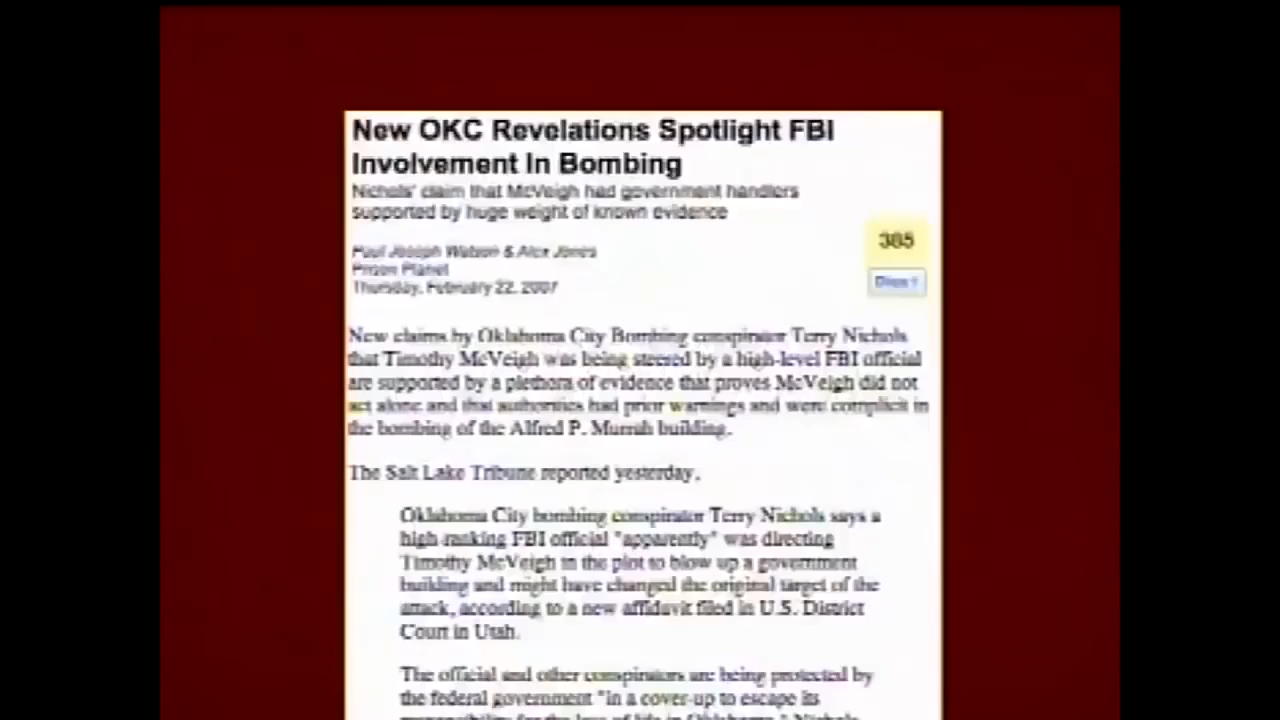 New OKC Revelations Spotlight FBI
Involvement In Bombing
Nichols' claim that McVeigh had government handlers
supported by huge weight of known evidence
385
Paul Joseph Watson & Alex Jones
Prison Planet
Thursday, February 22, 2007
New claims by Oklahoma City Bombing conspirator Terry Nichols
that Timothy McVeigh was being steered by a high-level FBI official
are supported by a plethora of evidence that proves McVeigh did not
act alone and that authorities had prior warnings and were complicit in
the bombing of the Alfred P. Murrah building.
The Salt Lake Tribune reported yesterday,
Oklahoma City bombing conspirator Terry Nichols says a
high-ranking FBI official "apparently" was directing
Timothy McVeigh in the plot to blow up a government
building and might have changed the original target of the
attack, according to a new affidavit filed in U.S. District
Court in Utah.
The official and other conspirators are being protected by
the federal government "in a cover-up to escape its